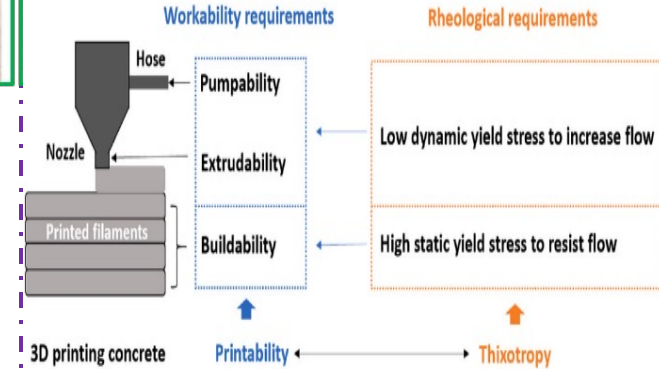 Workability requirements
Rheological requirements
Hose
Pumpability
Low dynamic yield stress to increase flow
Nozzle
Extrudability
Printed filaments
Buildability
High static yield stress to resist flow
3D printing concrete
Printability
Thixotropy